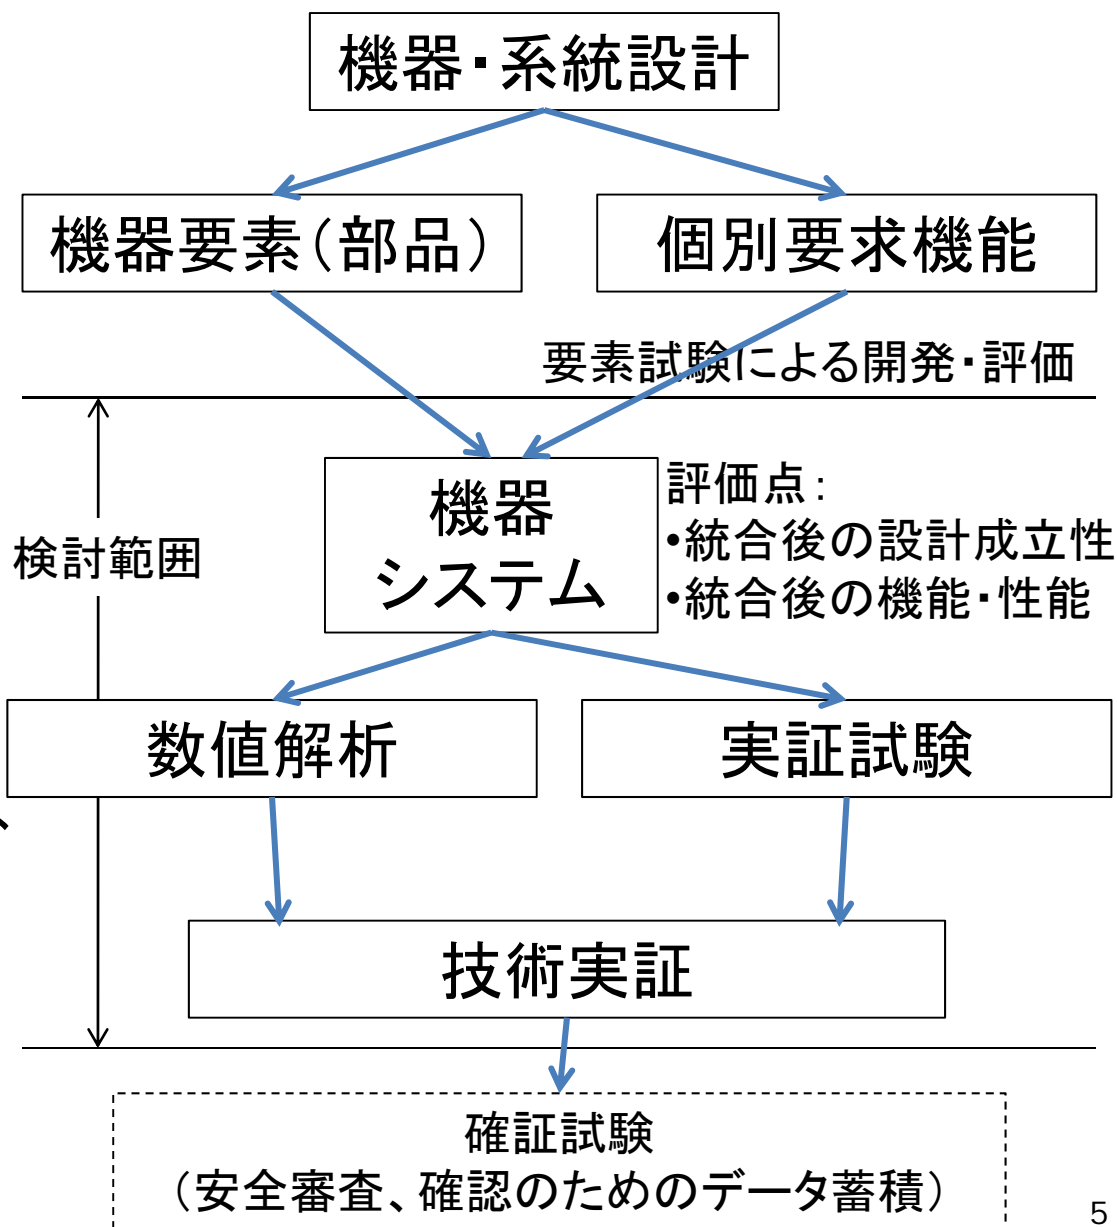 機器・系統設計
機器要素（部品）
個別要求機能
要素試験による開発・評価
検討範囲
機器
システム
評価点：
•統合後の設計成立性
•統合後の機能・性能
数値解析
実証試験
技術実証
確証試験
（安全審査、確認のためのデータ蓄積）
5